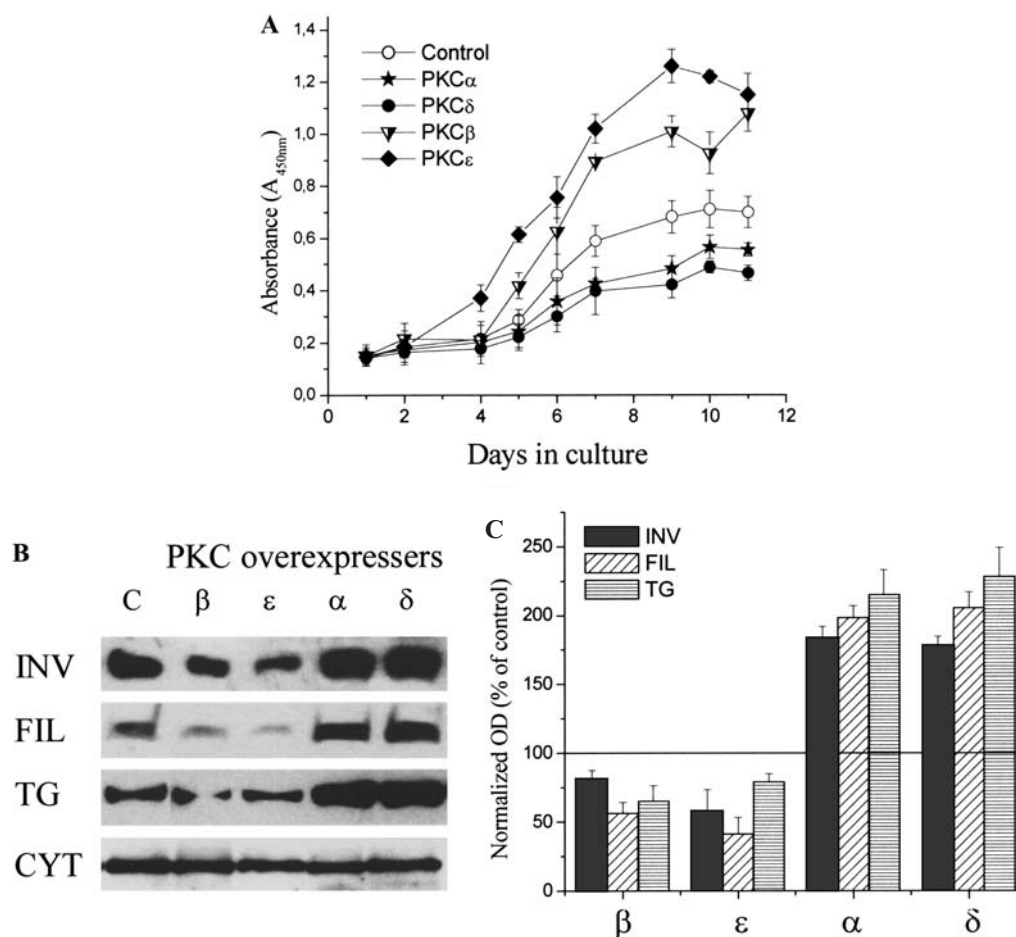 A
1,4
1,2
1,0
0,8
0,6
0,4
0,2
0,0
Absorbance (A450nm)
Control
PKCα
PKCδ
PKCβ
PKCε
0 2 4 6 8 10 12
Days in culture
B
PKC overexpressers
C β ε α δ
INV
FIL
TG
CYT
C
INV
FIL
TG
250
200
150
100
50
0
Normalized OD (% of control)
β ε α δ